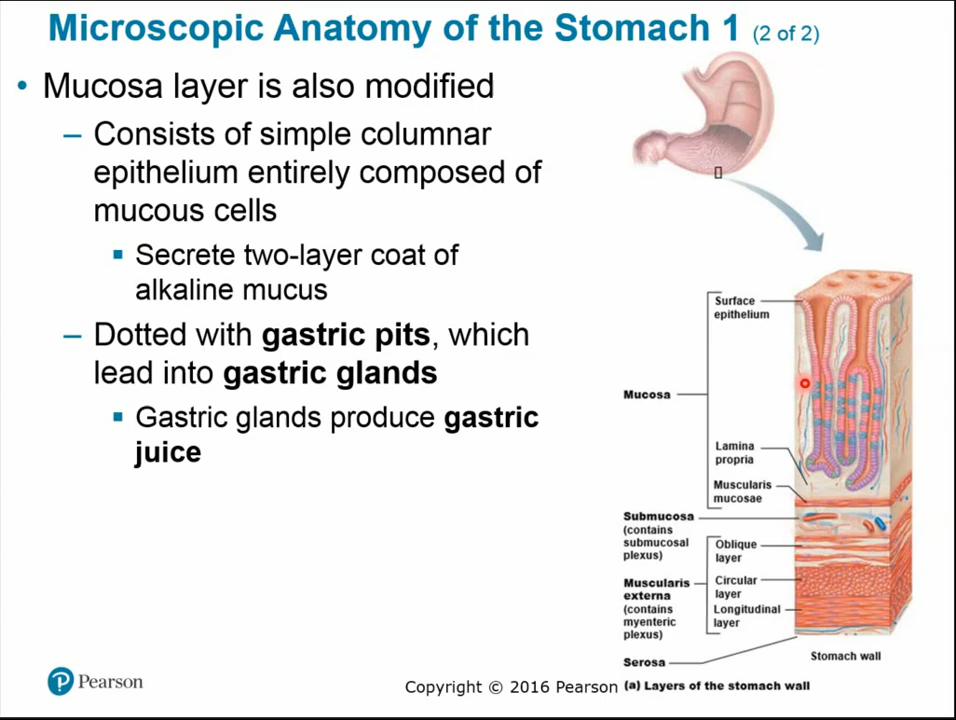 Microscopic Anatomy of the Stomach 1 (2 of 2)
• Mucosa layer is also modified
– Consists of simple columnar
epithelium entirely composed of
mucous cells
▪ Secrete two-layer coat of
alkaline mucus
– Dotted with gastric pits, which
lead into gastric glands
▪ Gastric glands produce gastric
juice
Surface
epithelium
Mucosa
Lamina
propria
Muscularis
mucosae
Submucosa
(contains
submucosal
plexus)
Oblique
layer
Muscularis
externa
(contains
myenteric
plexus)
Circular
layer
Longitudinal
layer
Serosa
Stomach wall
(a) Layers of the stomach wall
Pearson
Copyright © 2016 Pearson